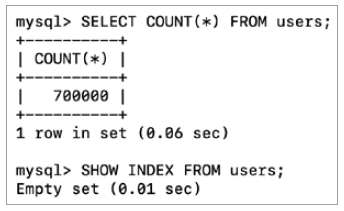 mysql> SELECT COUNT(*) FROM users;
+----------+
| COUNT(*) |
+----------+
|   700000 |
+----------+
1 row in set (0.06 sec)

mysql> SHOW INDEX FROM users;
Empty set (0.01 sec)